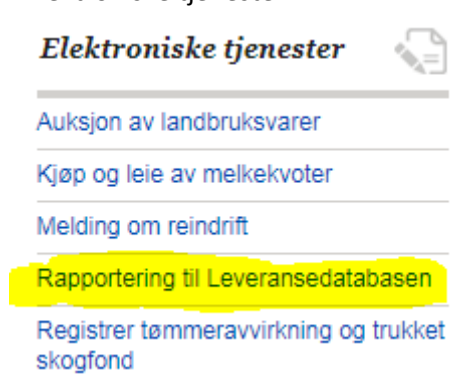 Elektroniske tjenester
Auksjon av landbruksvarer
Kjøp og leie av melkekvoter
Melding om reindrift
Rapportering til Leveransedatabasen
Registrer tømmeravvirkning og trukket
skogfond